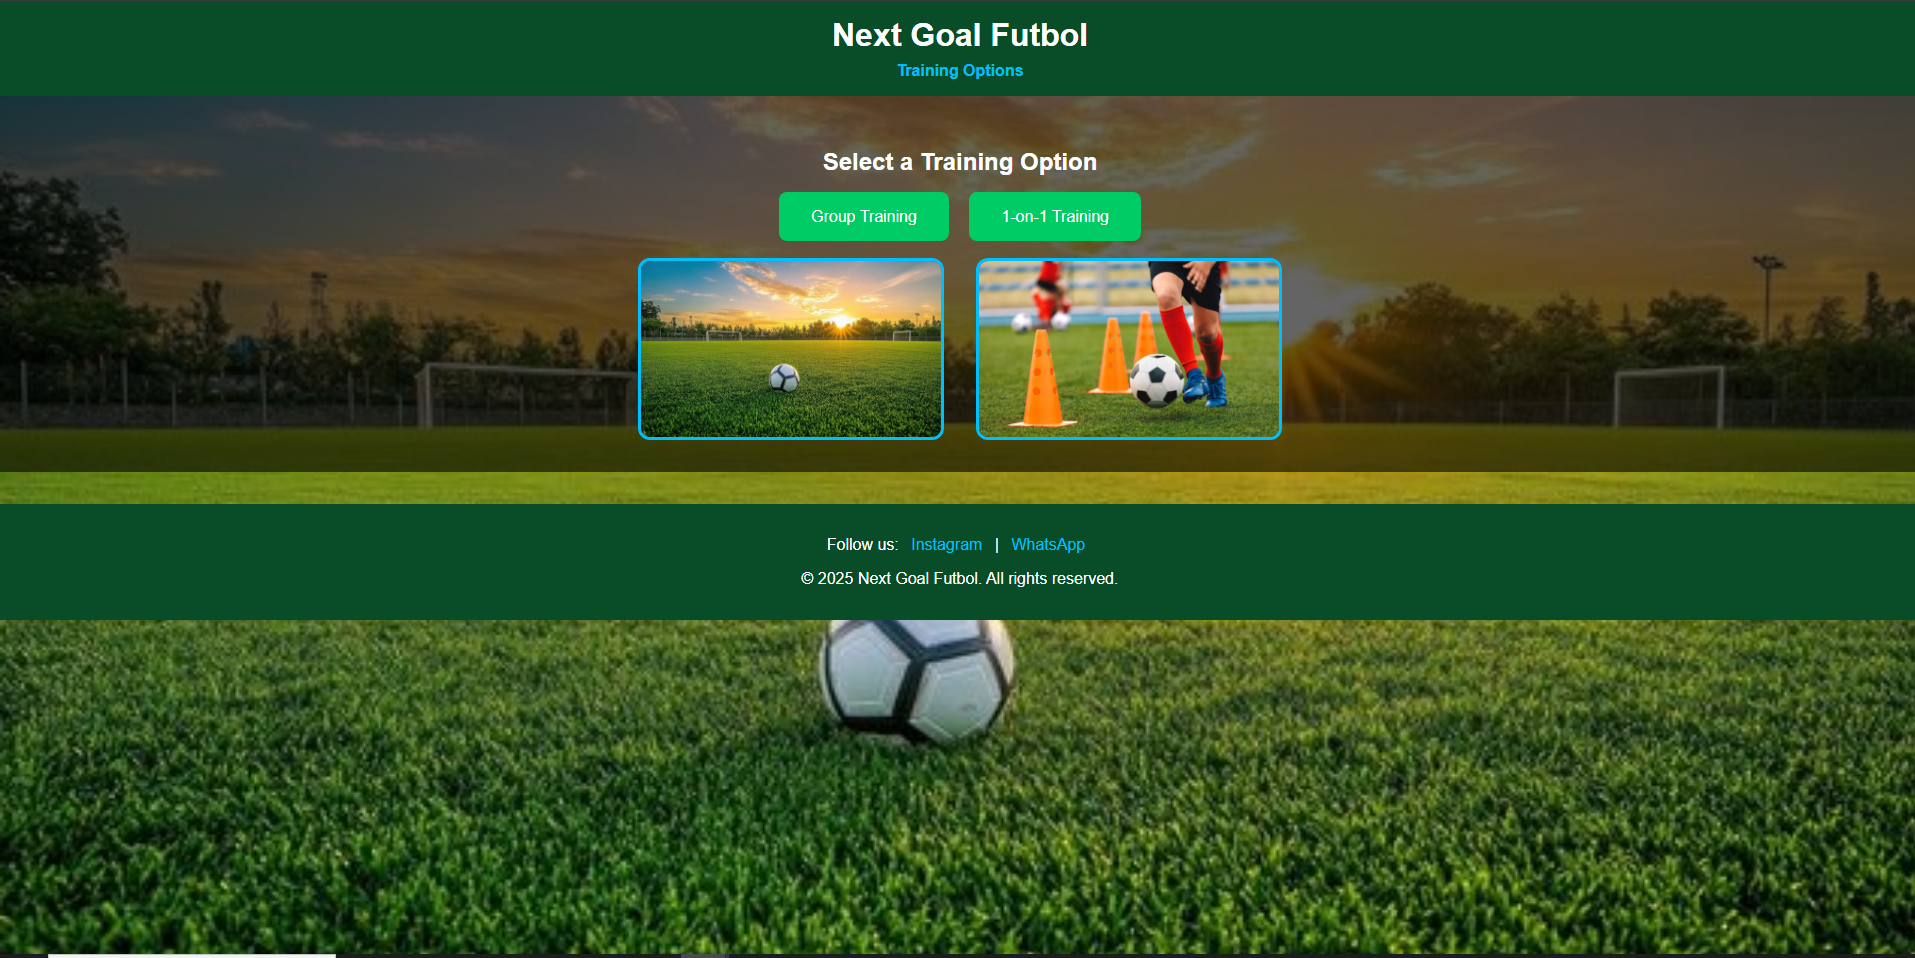 Next Goal Futbol
Training Options
Select a Training Option
Group Training
1-on-1 Training
Follow us: Instagram | WhatsApp
© 2025 Next Goal Futbol. All rights reserved.